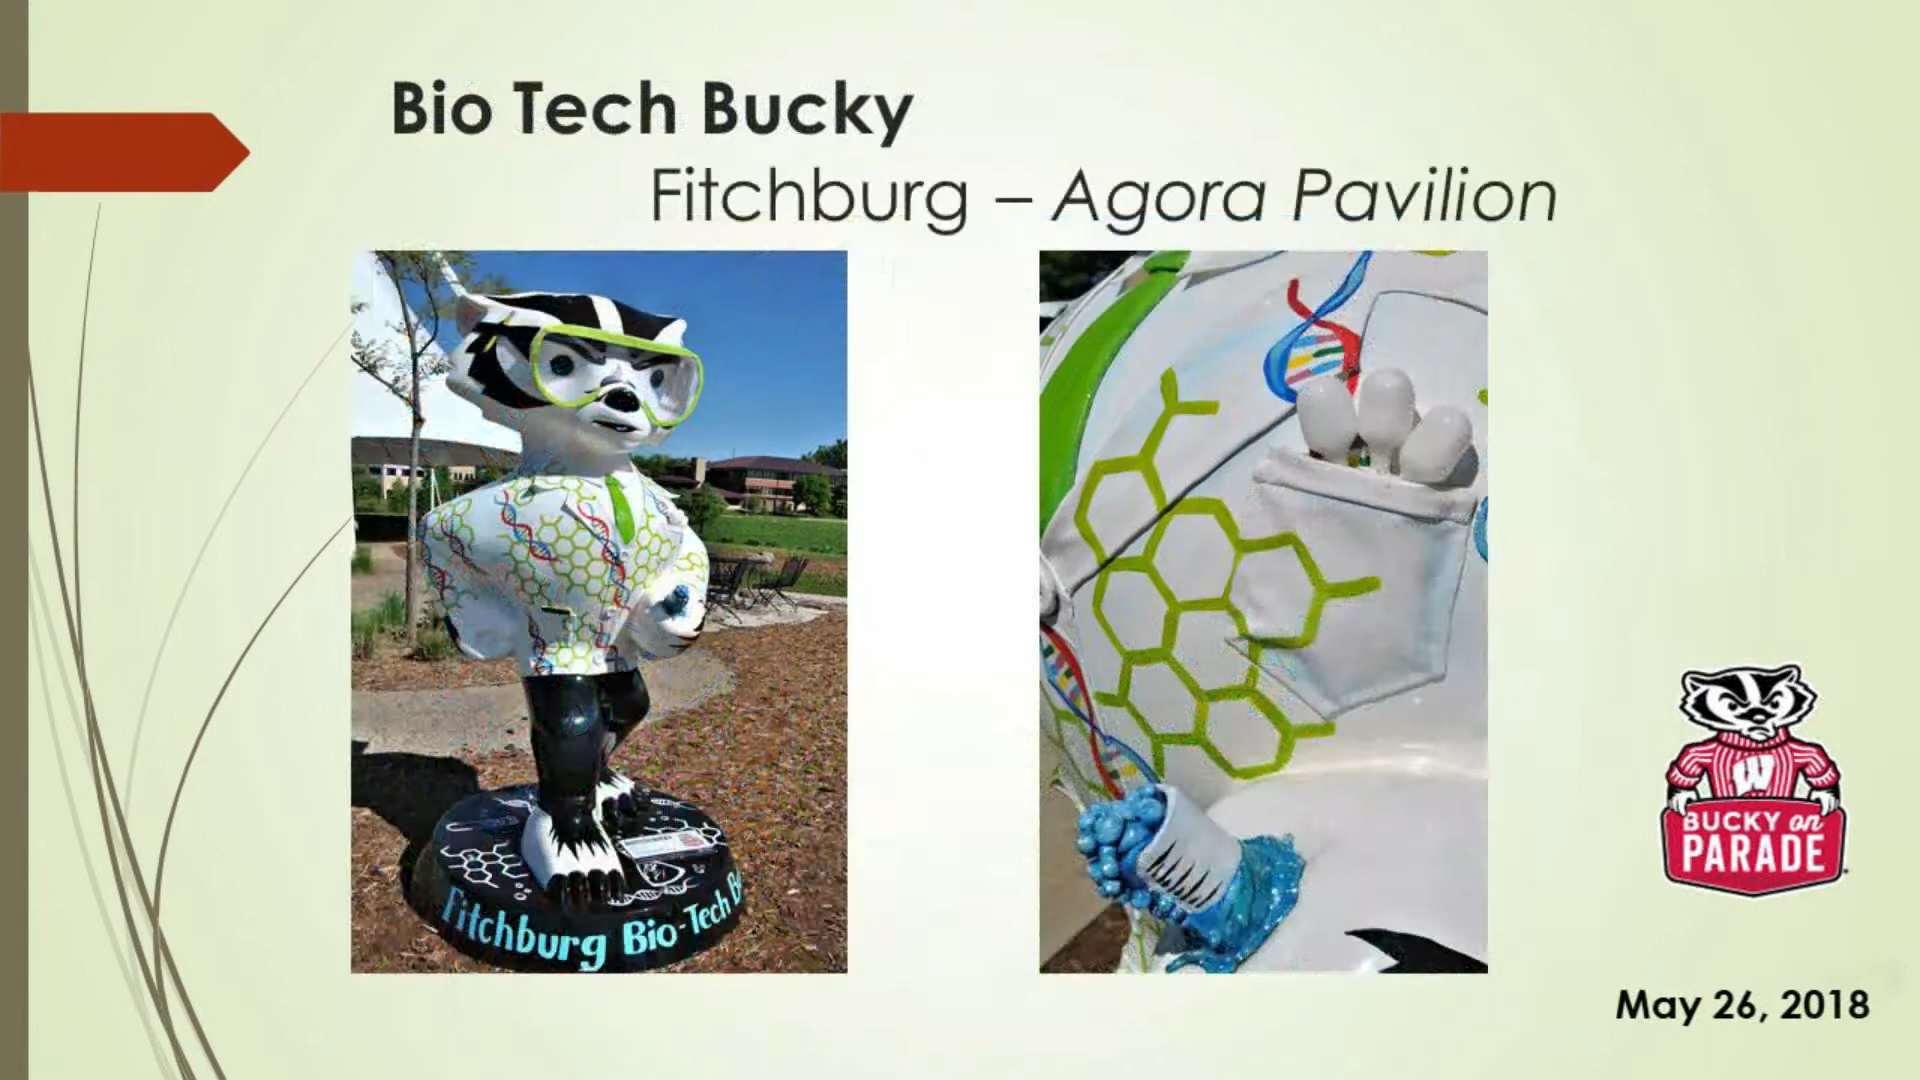 Bio Tech Bucky
Fitchburg – Agora Pavilion
Fitchburg Bio-Tech
W
BUCKY on
PARADE
May 26, 2018